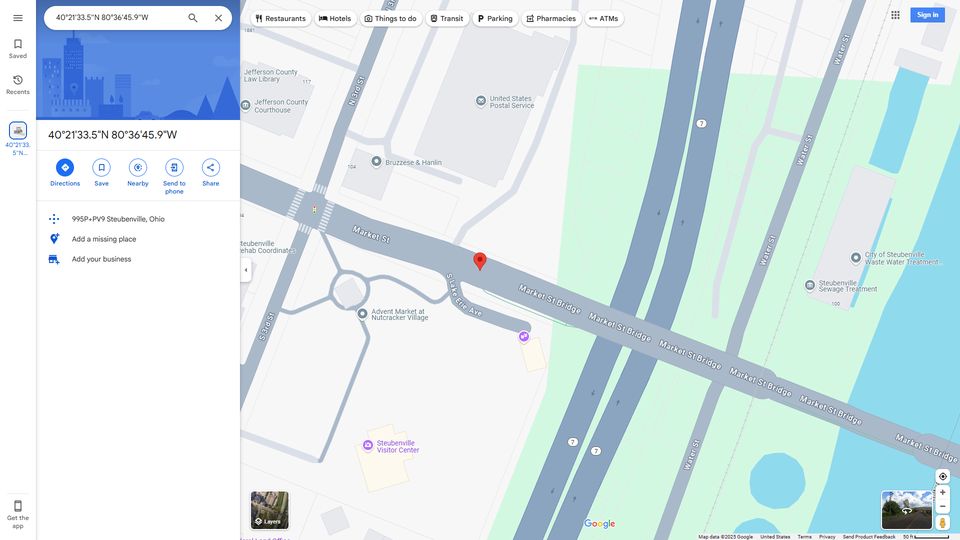 40°21'33.5"N 80°36'45.9"W
Restaurants
Hotels
Things to do
Transit
Parking
Pharmacies
ATMs
Sign in
Saved
Recents
40°21'33.
5"N...
40°21'33.5"N 80°36'45.9"W
Directions
Save
Nearby
Send to
phone
Share
995P+PV9 Steubenville, Ohio
Add a missing place
Add your business
Get the
app
1841
Jefferson County
Law Library
117
Jefferson County
Courthouse
N 3rd St
United States
Postal Service
104
Bruzzese & Hanlin
7
Water St
Water St
Water St
Market St
Steubenville
Rehab Coordinates
S Lake Erie Ave
S 3rd St
Advent Market at
Nutcracker Village
Market St Bridge
Market St Bridge
Market St Bridge
Market St Bridge
Market St Bridge
Market St Bridge
City of Steubenville
Waste Water Treatment...
Steubenville
Sewage Treatment
Steubenville
Visitor Center
7
7
Water St
Layers
Google
Map data ©2025 Google
United States
Terms
Privacy
Send Product Feedback
50 ft